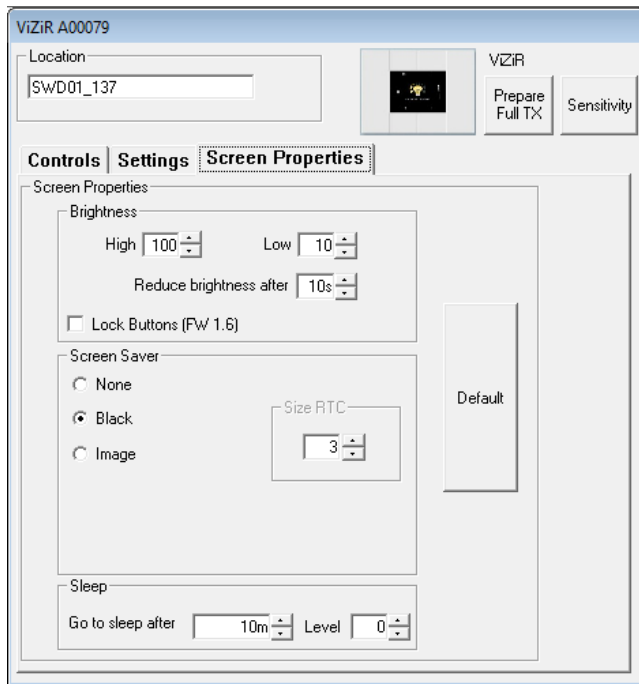 ViZiR A00079
Location
SWD01_137
ViZiR
Prepare
Full TX
Sensitivity
Controls
Settings
Screen Properties
Screen Properties
Brightness
High 100
Low 10
Reduce brightness after 10s
Lock Buttons (FW 1.6)
Screen Saver
None
Black
Image
Size RTC
3
Default
Sleep
Go to sleep after 10m Level 0